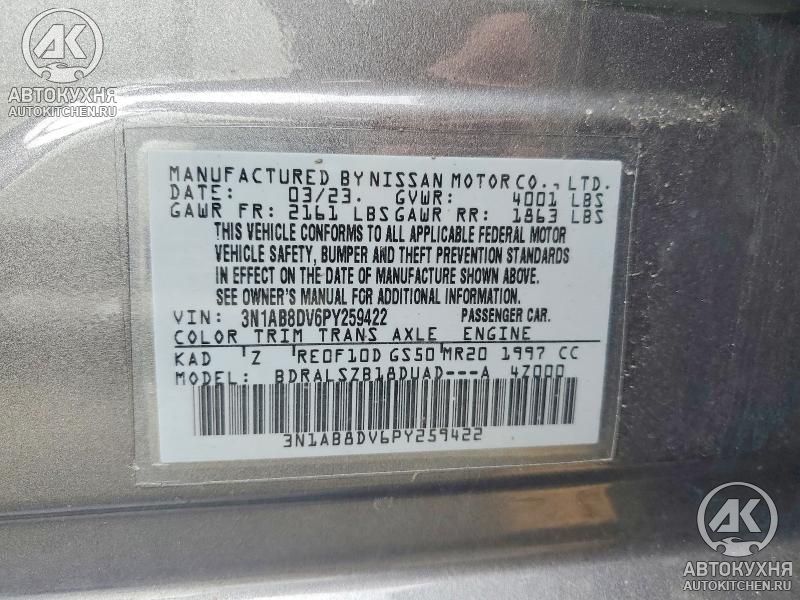 AK
АВТОКУХНЯ
AUTOKITCHEN.RU
MANUFACTURED BY NISSAN MOTOR CO., LTD.
DATE: 03/23. GVWR: 4001 LBS
GAWR FR: 2161 LBS GAWR RR: 1863 LBS
THIS VEHICLE CONFORMS TO ALL APPLICABLE FEDERAL MOTOR
VEHICLE SAFETY, BUMPER AND THEFT PREVENTION STANDARDS
IN EFFECT ON THE DATE OF MANUFACTURE SHOWN ABOVE.
SEE OWNER'S MANUAL FOR ADDITIONAL INFORMATION.
VIN: 3N1AB8DV6PY259422 PASSENGER CAR.
COLOR TRIM TRANS AXLE ENGINE
KAD Z RE0F10D GS50 MR20 1997 CC
MODEL: BDRALSZB18DUAD---A 4Z000
3N1AB8DV6PY259422
AK
АВТОКУХНЯ
AUTOKITCHEN.RU